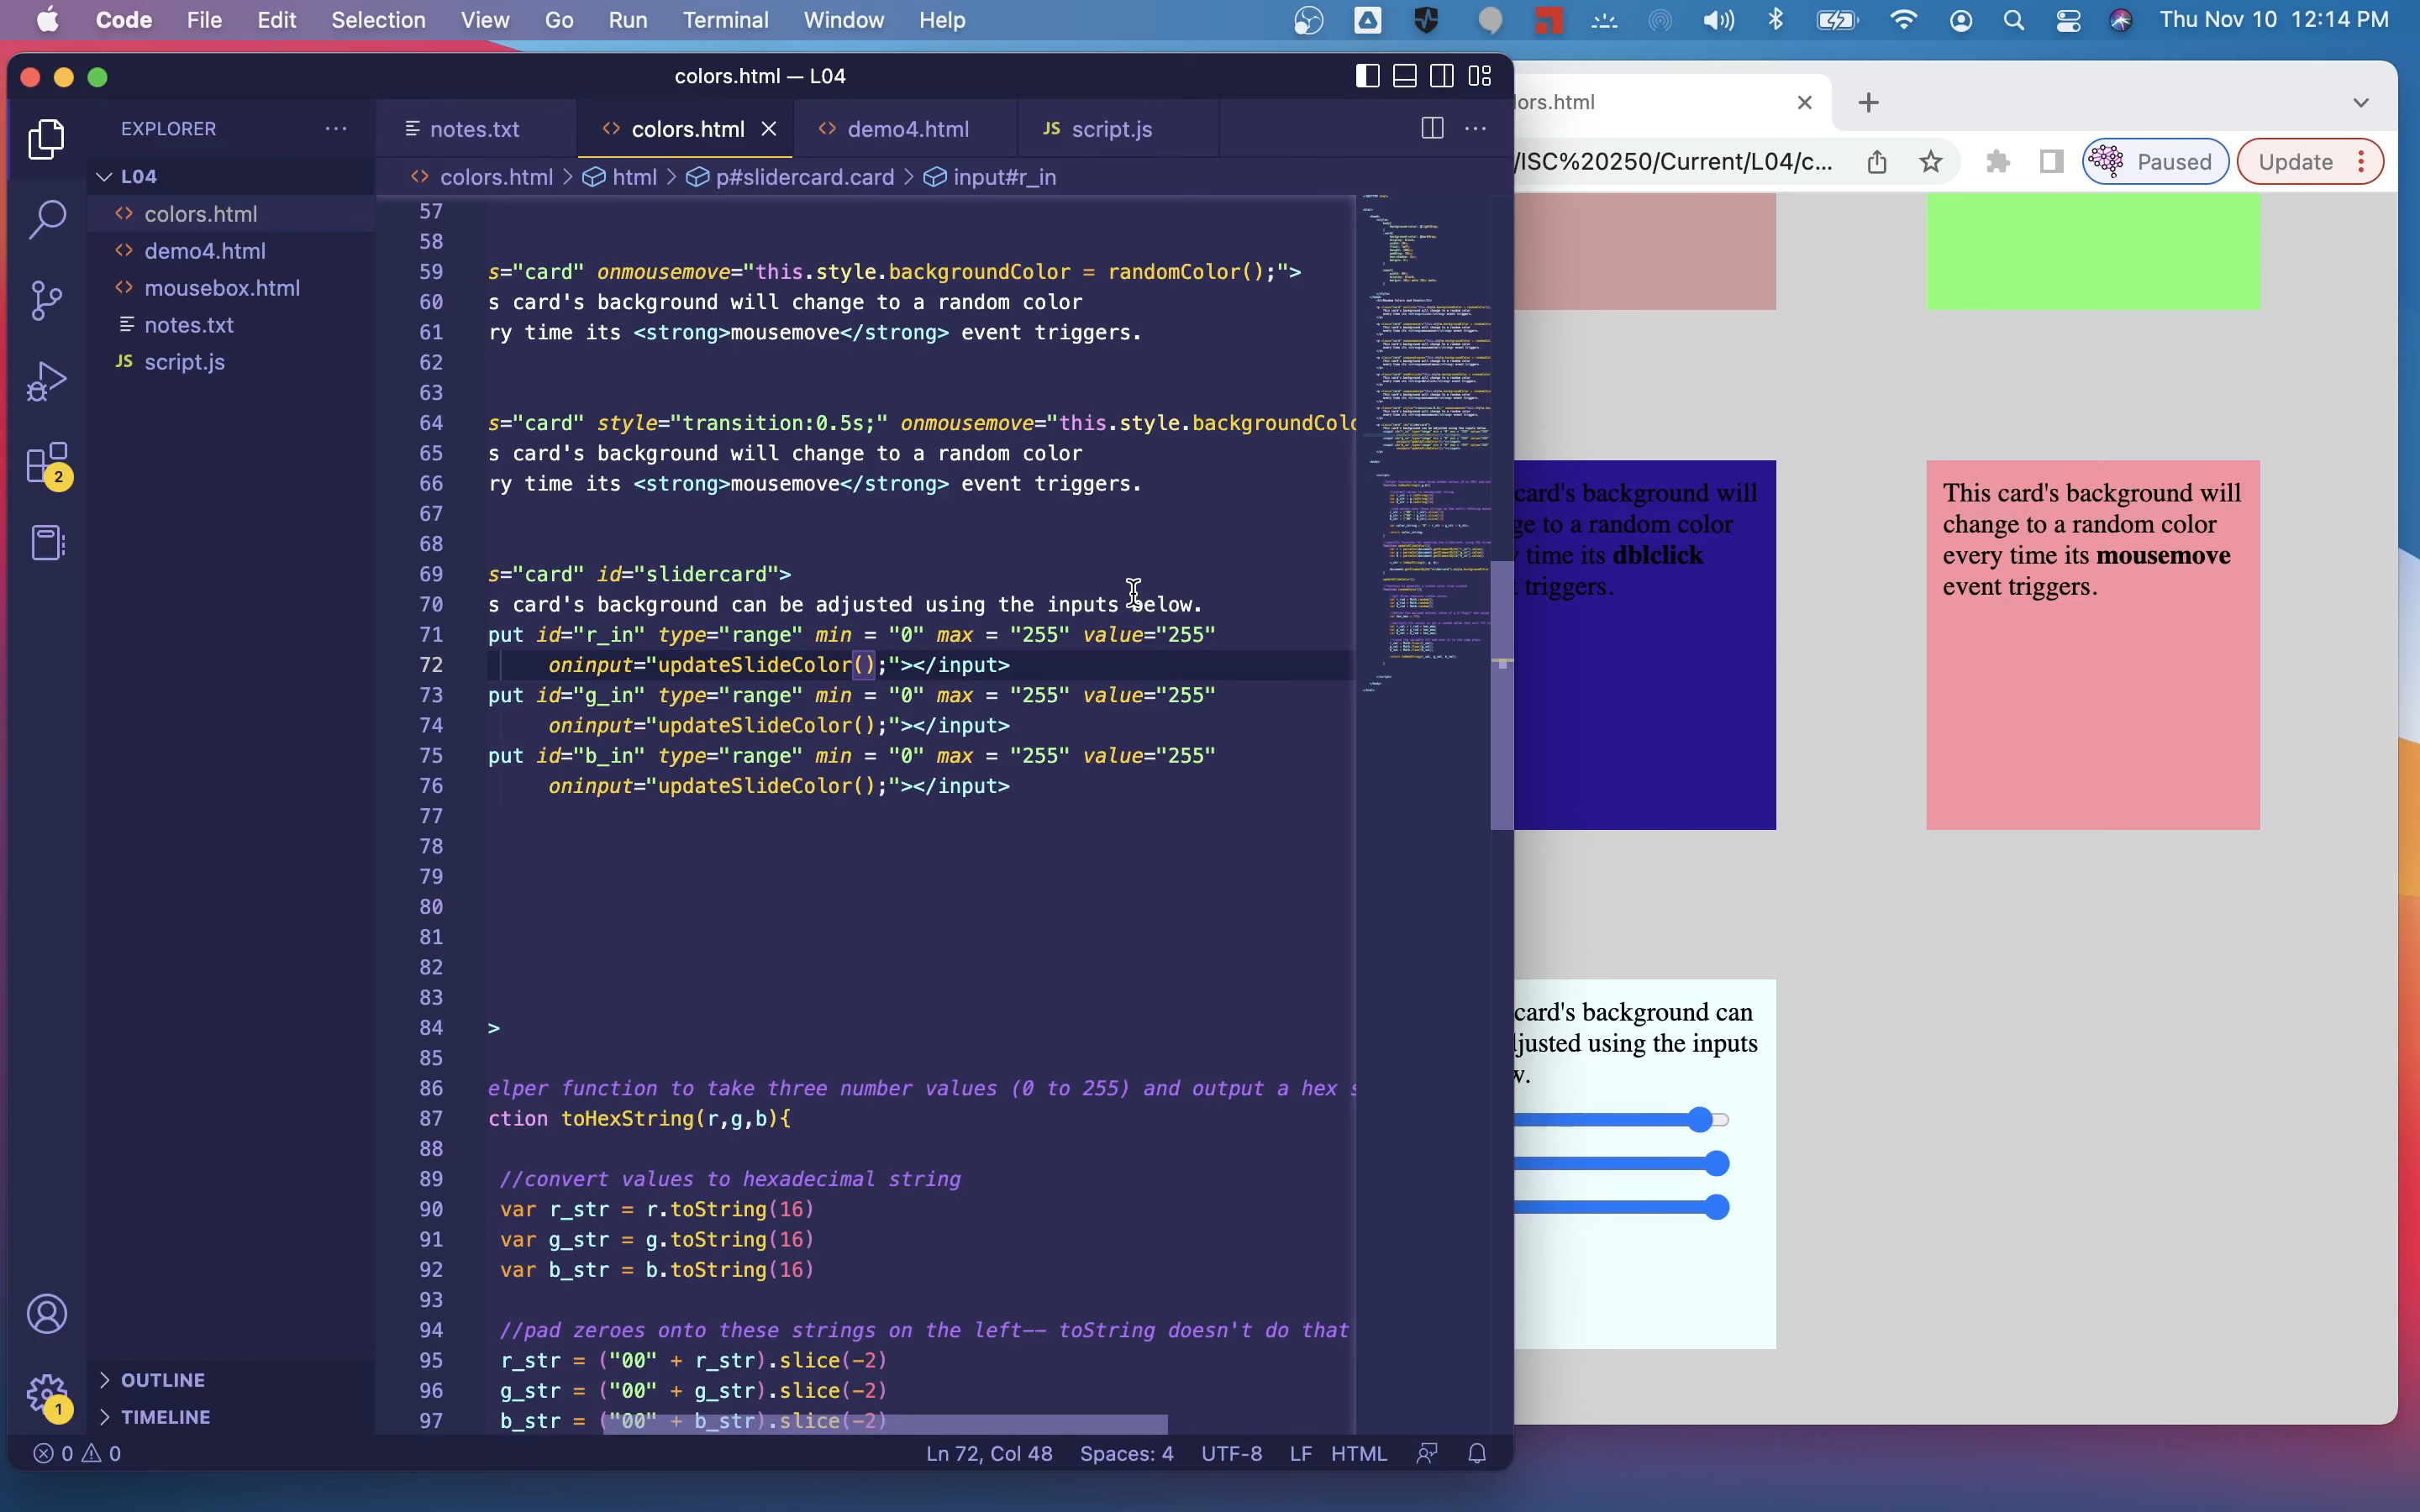 Code File Edit Selection View Go Run Terminal Window Help Thu Nov 10 12:14 PM
colors.html — L04
EXPLORER
L04
colors.html
demo4.html
mousebox.html
notes.txt
JS script.js
OUTLINE
TIMELINE
2
1
notes.txt colors.html demo4.html JS script.js
colors.html > html > p#slidercard.card > input#r_in
57
58
59 s="card" onmousemove="this.style.backgroundColor = randomColor();">
60 s card's background will change to a random color
61 ry time its <strong>mousemove</strong> event triggers.
62
63
64 s="card" style="transition:0.5s;" onmousemove="this.style.backgroundColo
65 s card's background will change to a random color
66 ry time its <strong>mousemove</strong> event triggers.
67
68
69 s="card" id="slidercard">
70 s card's background can be adjusted using the inputs below.
71 put id="r_in" type="range" min = "0" max = "255" value="255"
72 oninput="updateSlideColor();"></input>
73 put id="g_in" type="range" min = "0" max = "255" value="255"
74 oninput="updateSlideColor();"></input>
75 put id="b_in" type="range" min = "0" max = "255" value="255"
76 oninput="updateSlideColor();"></input>
77
78
79
80
81
82
83
84 >
85
86 elper function to take three number values (0 to 255) and output a hex s
87 ction toHexString(r,g,b){
88
89 //convert values to hexadecimal string
90 var r_str = r.toString(16)
91 var g_str = g.toString(16)
92 var b_str = b.toString(16)
93
94 //pad zeroes onto these strings on the left–– toString doesn't do that
95 r_str = ("00" + r_str).slice(-2)
96 g_str = ("00" + g_str).slice(-2)
97 b_str = ("00" + b_str).slice(-2)
0 0 Ln 72, Col 48 Spaces: 4 UTF-8 LF HTML
lors.html
/ISC%20250/Current/L04/c... Paused Update
card's background will
ge to a random color
time its dblclick
triggers.
This card's background will
change to a random color
every time its mousemove
event triggers.
card's background can
justed using the inputs
w.